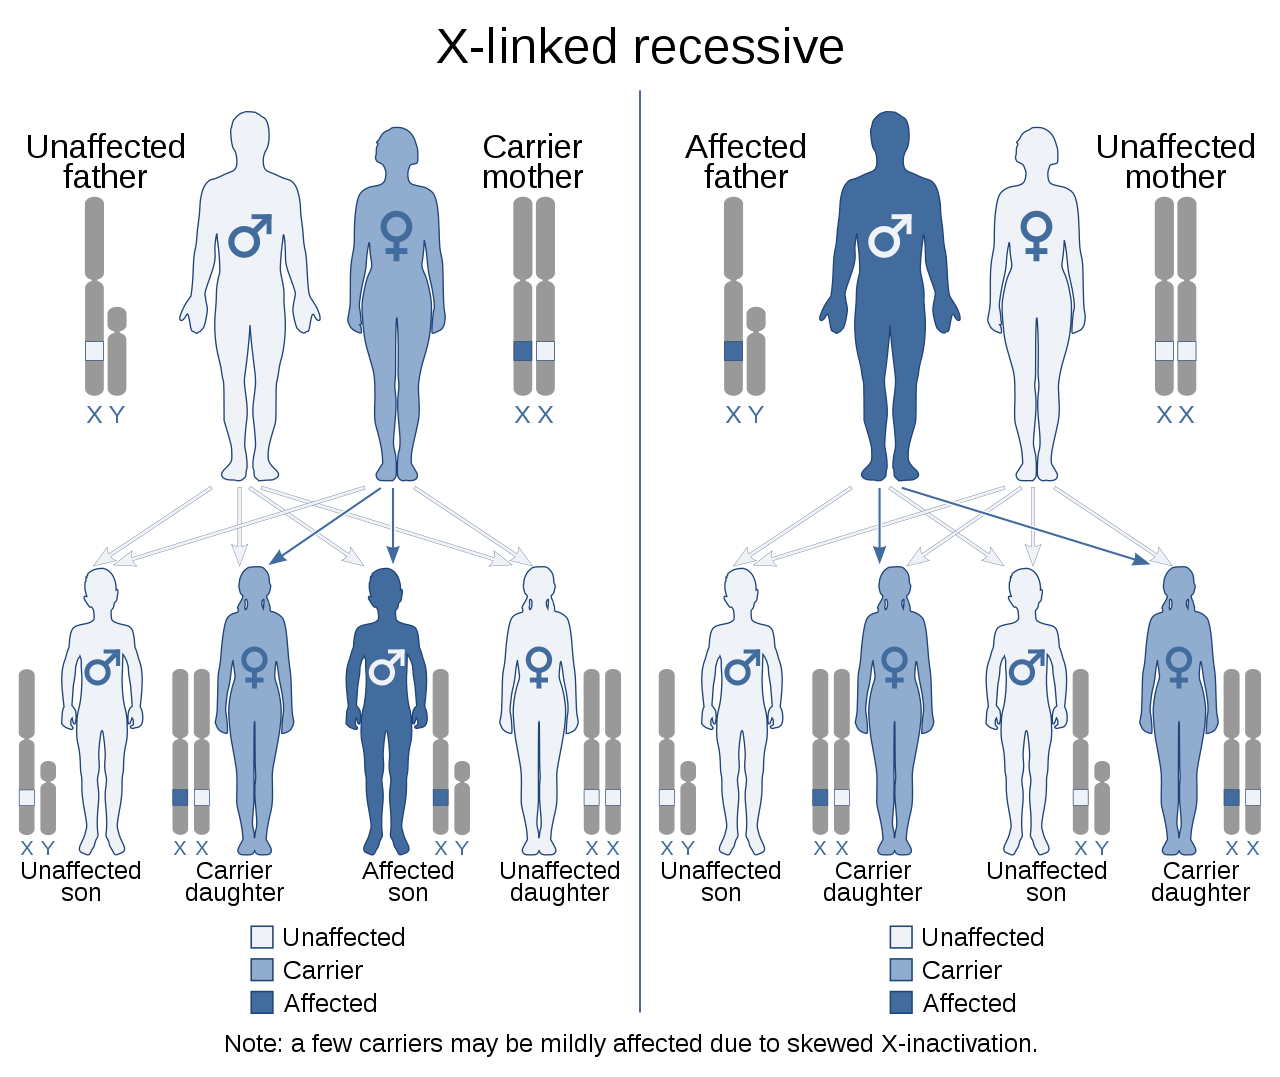 X-linked recessive
Unaffected
father
Carrier
mother
X Y
X X
Affected
father
Unaffected
mother
X Y
X X
X Y
Unaffected
son
X X
Carrier
daughter
X Y
Affected
son
X X
Unaffected
daughter
X Y
Unaffected
son
X X
Carrier
daughter
X Y
Unaffected
son
X X
Carrier
daughter
Unaffected
Carrier
Affected
Unaffected
Carrier
Affected
Note: a few carriers may be mildly affected due to skewed X-inactivation.